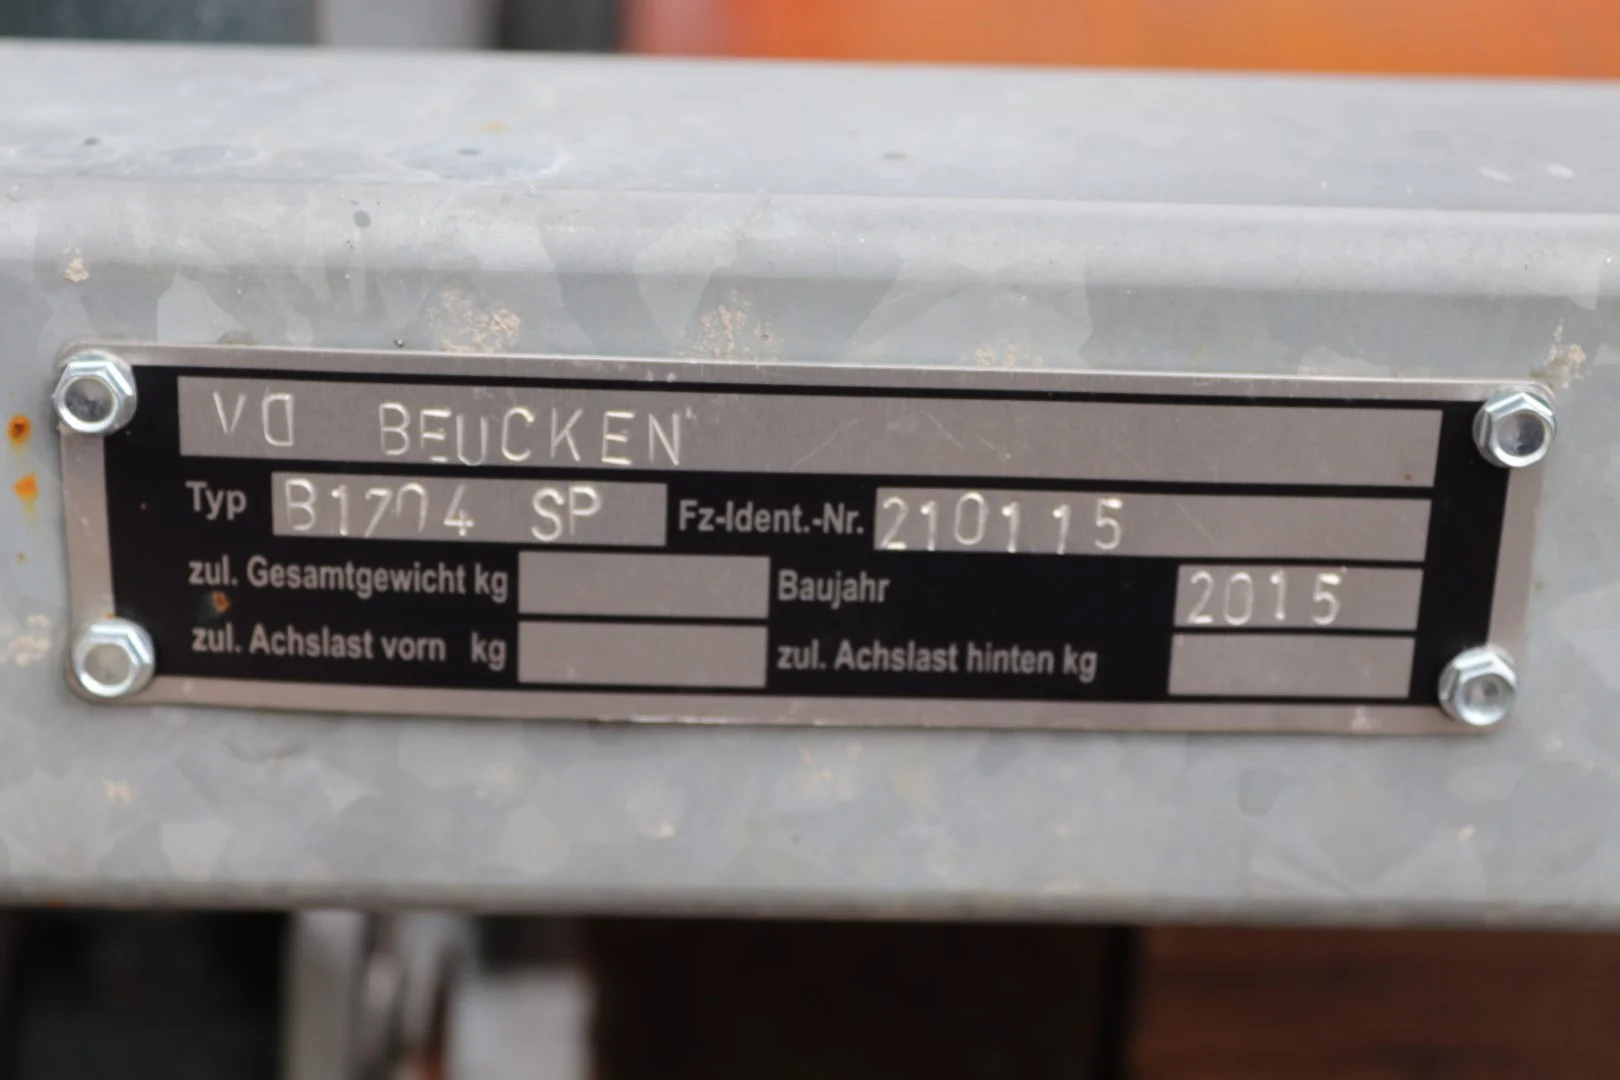 VD BEUCKEN
Typ B1704 SP Fz-Ident.-Nr. 210115
zul. Gesamtgewicht kg Baujahr 2015
zul. Achslast vorn kg zul. Achslast hinten kg